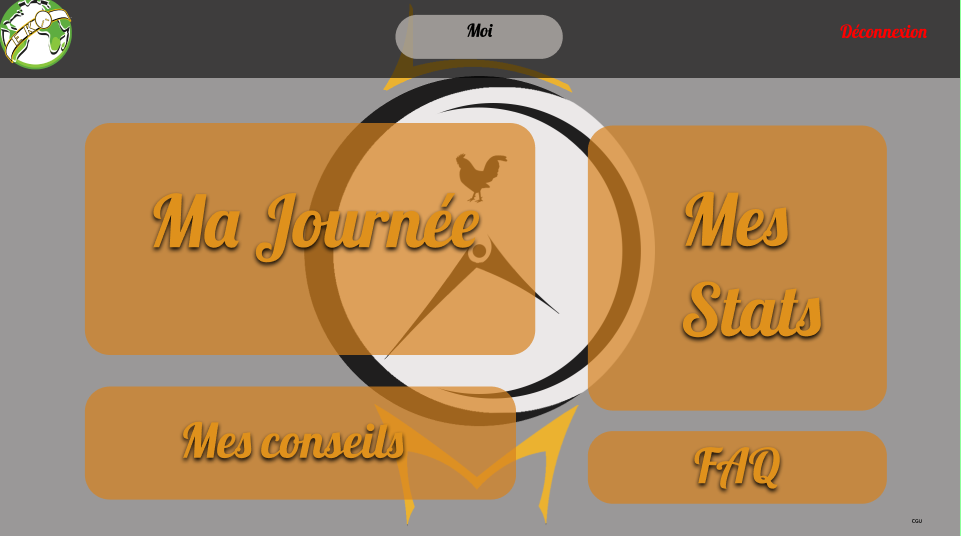 Moi
Déconnexion
Ma Journée
Mes
Stats
Mes conseils
FAQ
CGU